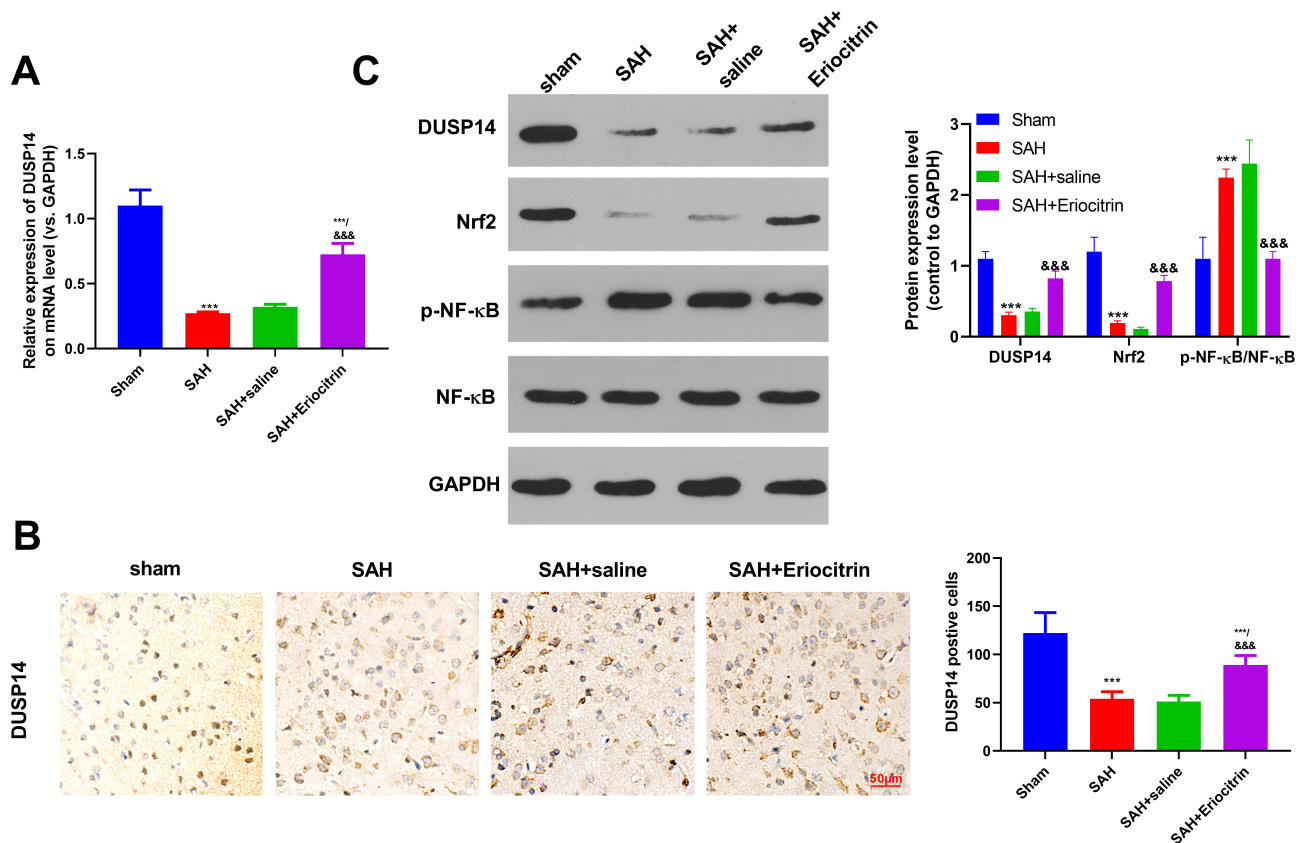 A
Relative expression of DUSP14
on mRNA level (vs. GAPDH)
1.5
1.0
0.5
0.0
***
***/
&&&
Sham
SAH
SAH+saline
SAH+Eriocitrin
C
sham
SAH
SAH+
saline
SAH+
Eriocitrin
DUSP14
Nrf2
p-NF-κB
NF-κB
GAPDH
Protein expression level
(control to GAPDH)
3
2
1
0
Sham
SAH
SAH+saline
SAH+Eriocitrin
***
&&&
***
&&&
***
&&&
DUSP14
Nrf2
p-NF-κB/NF-κB
B
sham
SAH
SAH+saline
SAH+Eriocitrin
DUSP14
50μm
DUSP14 postive cells
200
150
100
50
0
***
***/
&&&
Sham
SAH
SAH+saline
SAH+Eriocitrin